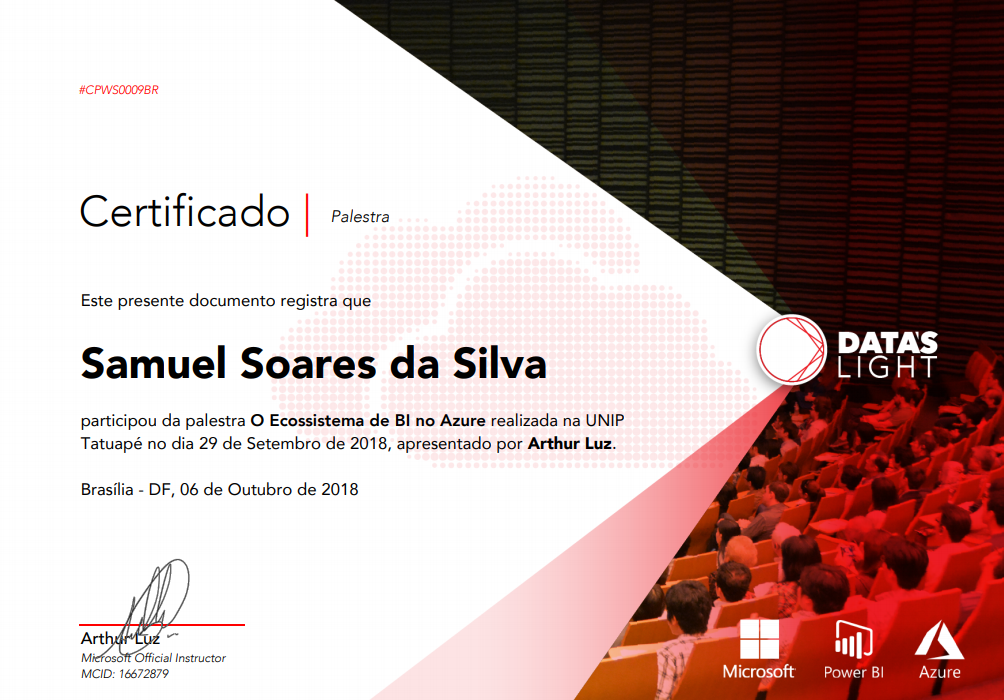 #CPWS0009BR
Certificado
Palestra
Este presente documento registra que
Samuel Soares da Silva
participou da palestra O Ecossistema de BI no Azure realizada na UNIP
Tatuapé no dia 29 de Setembro de 2018, apresentado por Arthur Luz.
Brasília - DF, 06 de Outubro de 2018
DATA'S
LIGHT
Arthur Luz
Microsoft Official Instructor
MCID: 16672879
Microsoft
Power BI
Azure